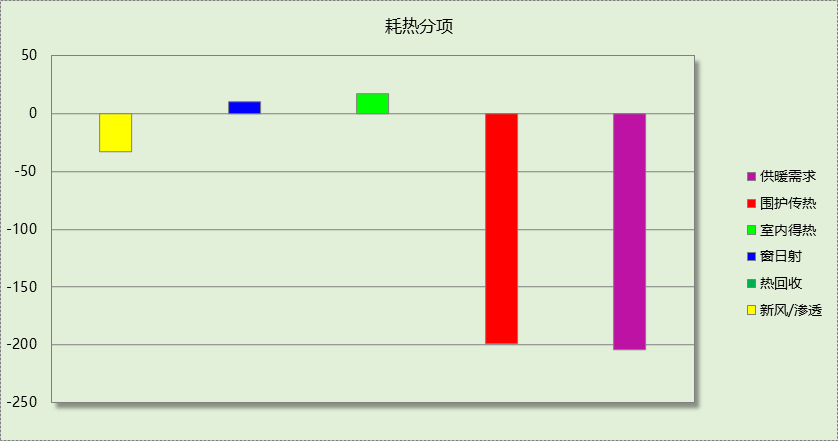 耗热分项
50
0
-50
-100
-150
-200
-250
供暖需求
围护传热
室内得热
窗日射
热回收
新风/渗透